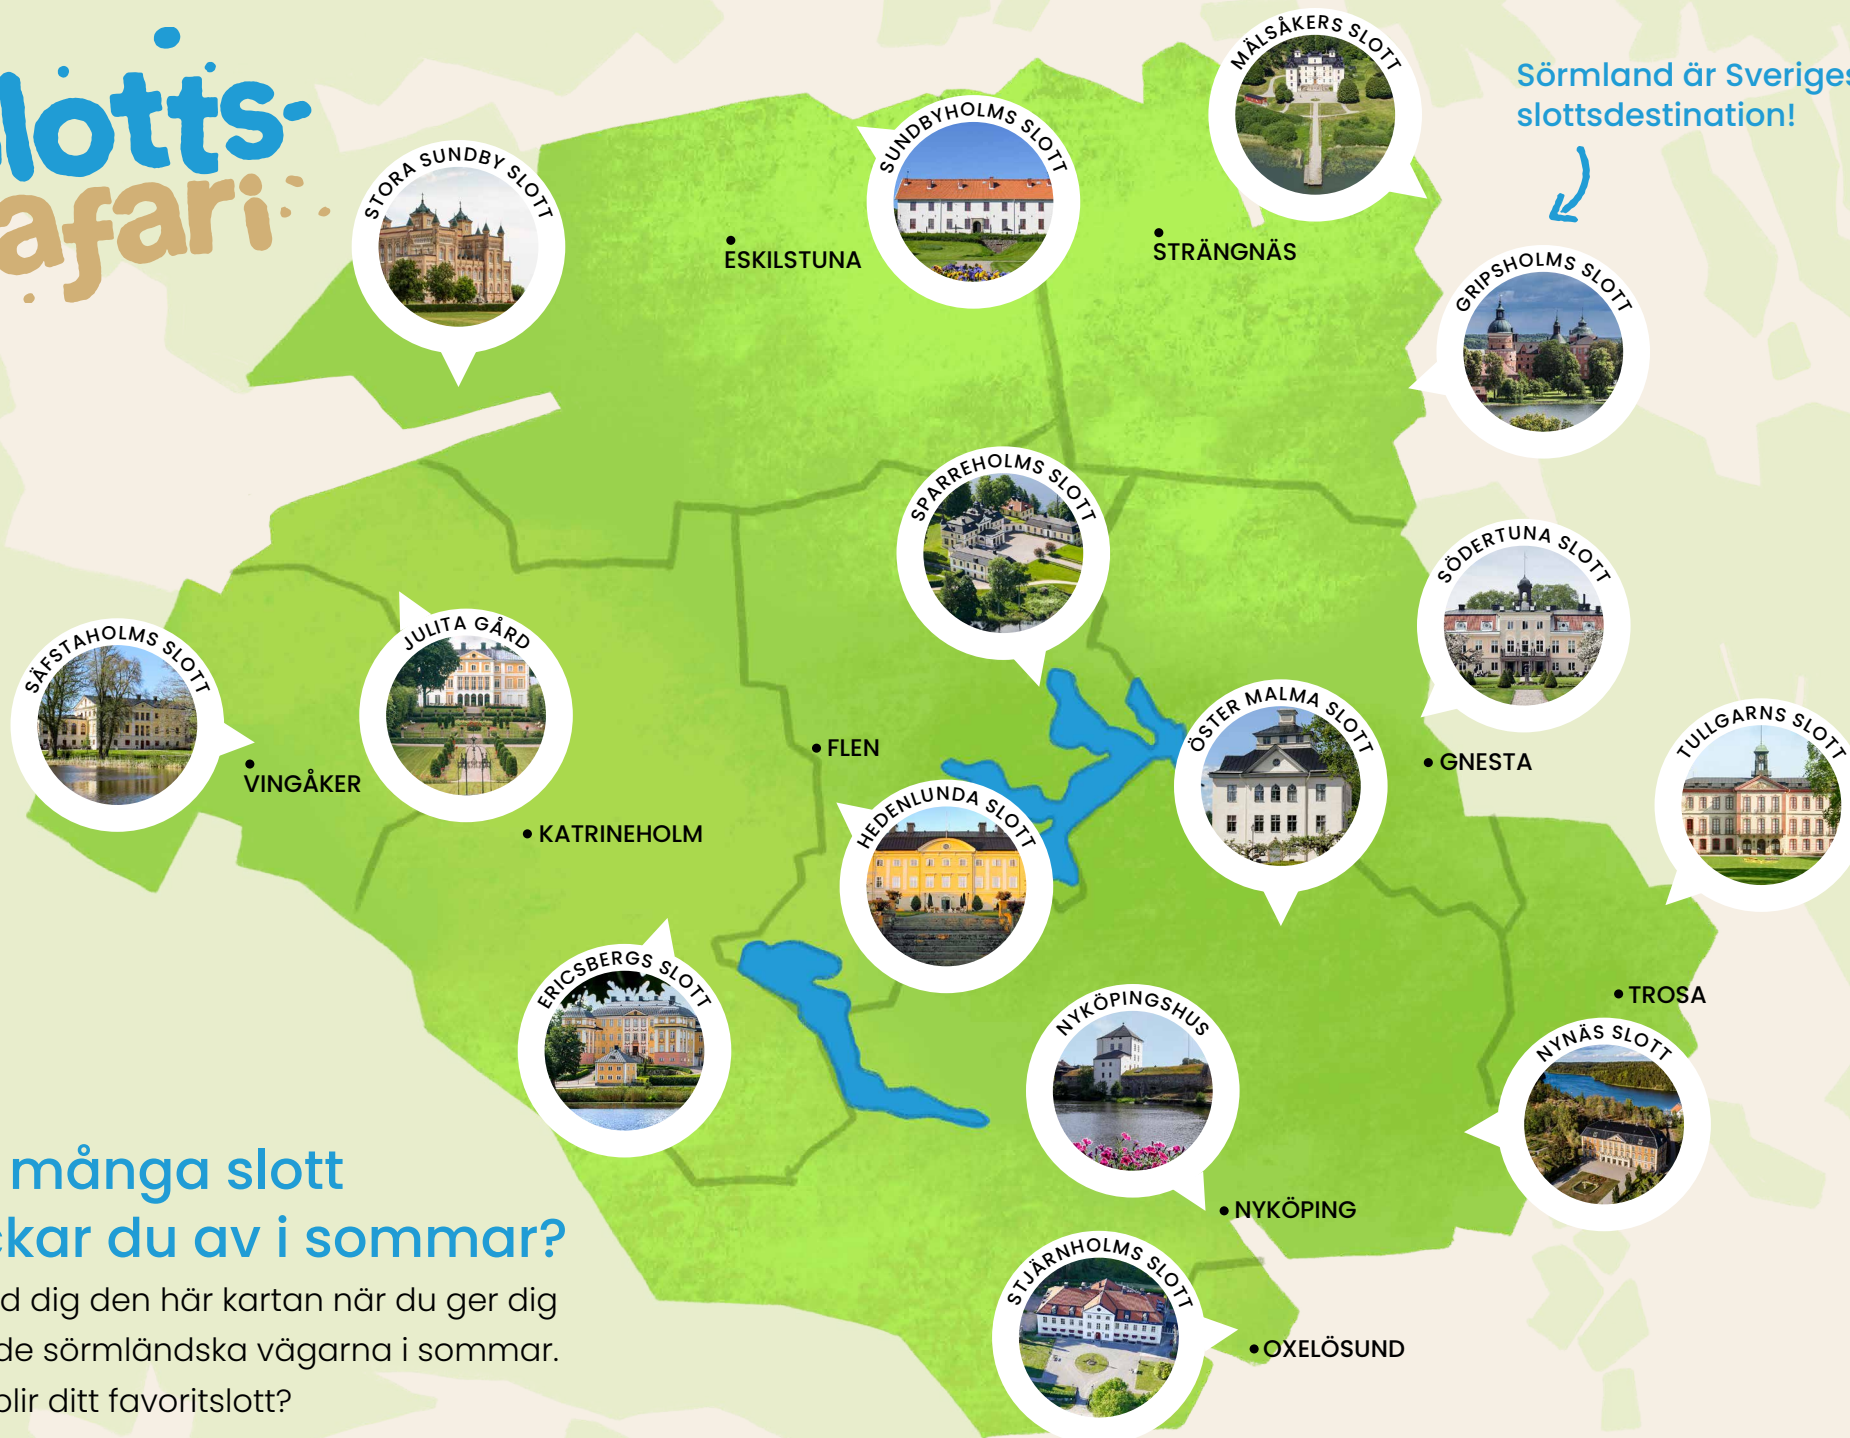 Slotts-
afari
Sörmland är Sveriges
slottsdestination!
MÄLSÅKERS SLOTT
SUNDBYHOLMS SLOTT
STORA SUNDBY SLOTT
ESKILSTUNA
STRÄNGNÄS
GRIPSHOLMS SLOTT
SPARREHOLMS SLOTT
SÖDERTUNA SLOTT
SÄFSTAHOLMS SLOTT
JULITA GÅRD
ÖSTER MALMA SLOTT
TULLGARNS SLOTT
VINGÅKER
FLEN
GNESTA
KATRINEHOLM
HEDENLUNDA SLOTT
ERICSBERGS SLOTT
NYKÖPINGSHUS
TROSA
NYNÄS SLOTT
NYKÖPING
STJÄRNHOLMS SLOTT
OXELÖSUND
många slott
ckar du av i sommar?
d dig den här kartan när du ger dig
de sörmländska vägarna i sommar.
blir ditt favoritslott?